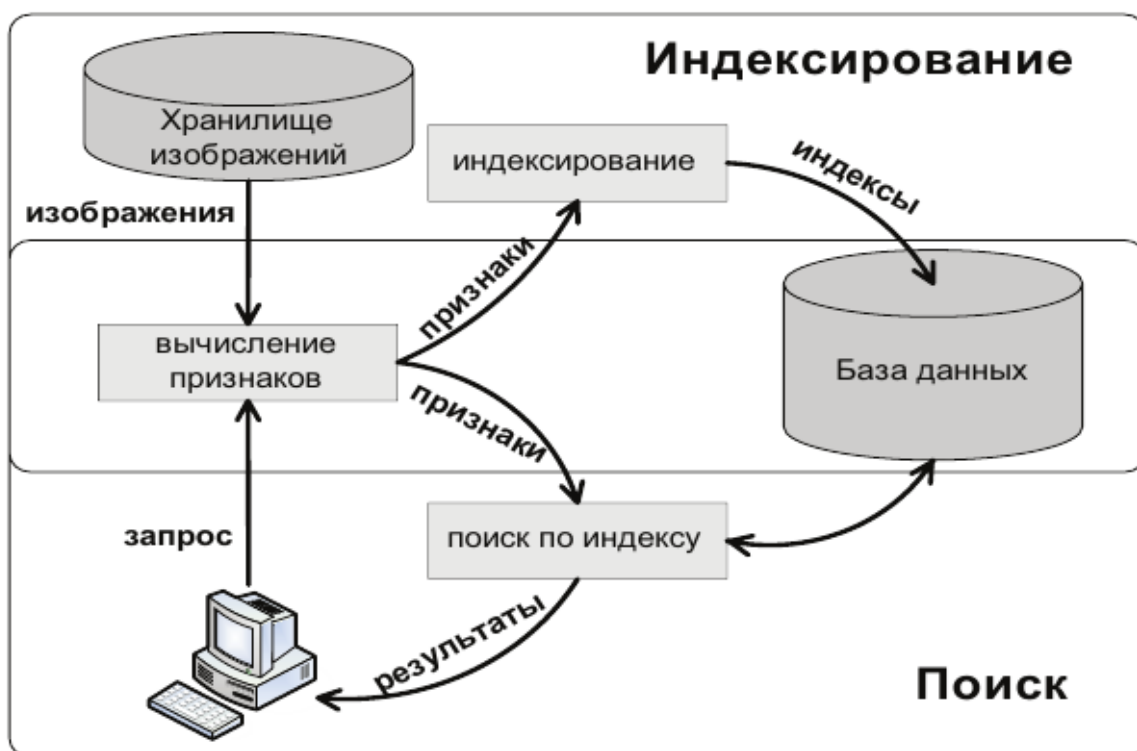 Индексирование
Хранилище
изображений
индексирование
индексы
изображения
признаки
вычисление
признаков
База данных
признаки
запрос
поиск по индексу
результаты
Поиск